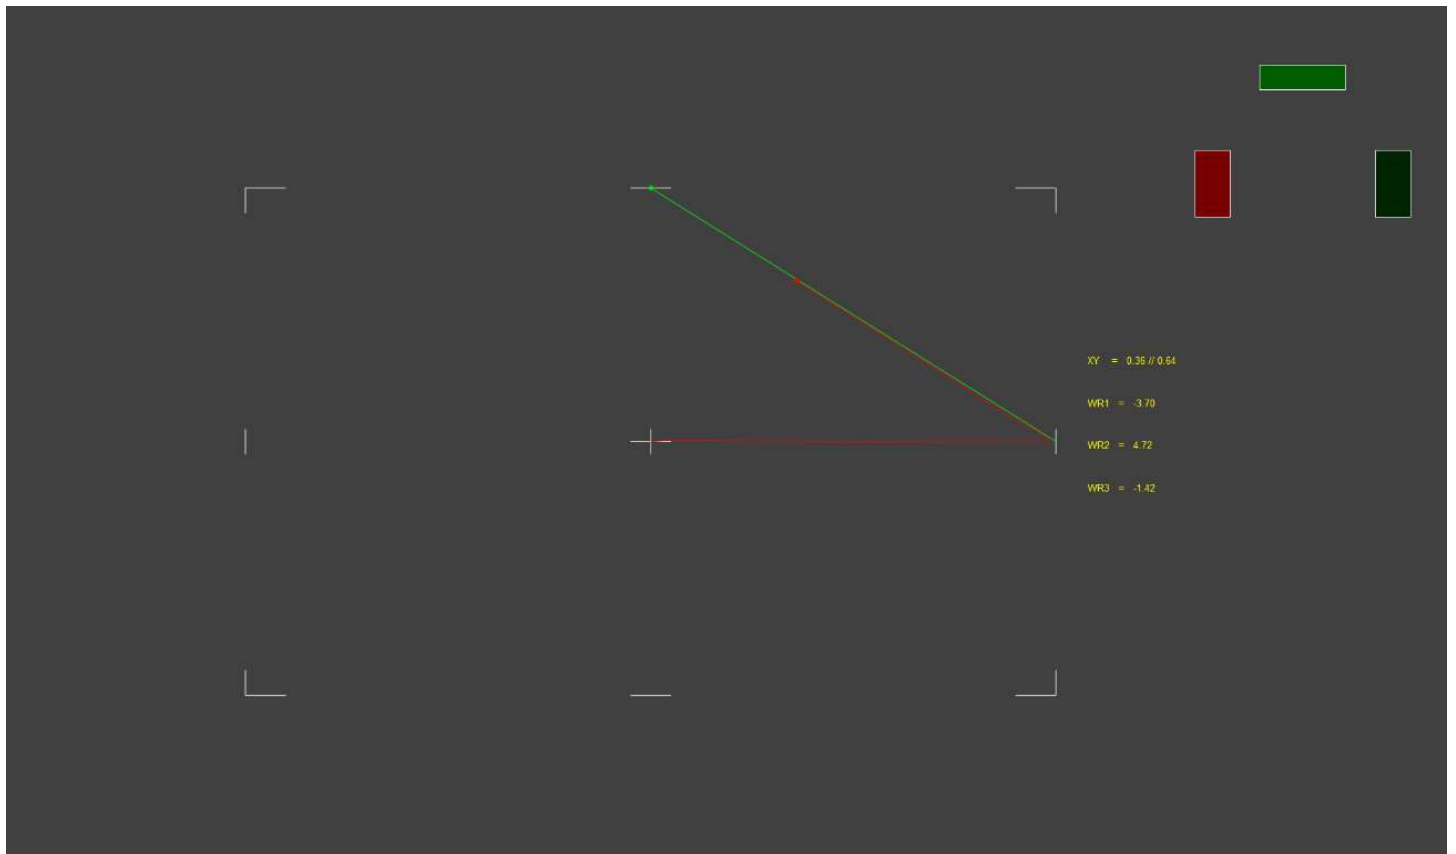 XY = 0.36 // 0.64
WR1 = -3.70
WR2 = 4.72
WR3 = -1.42